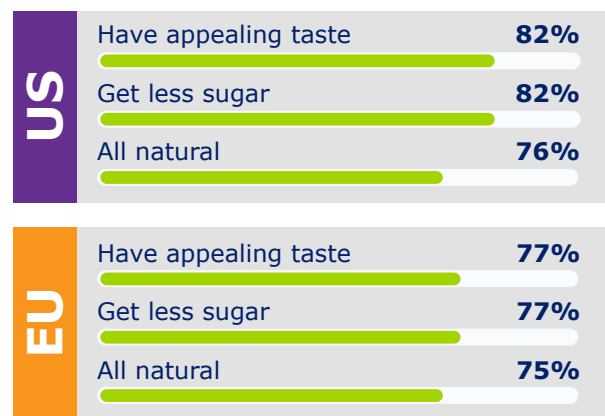 US
Have appealing taste 82%
Get less sugar 82%
All natural 76%
EU
Have appealing taste 77%
Get less sugar 77%
All natural 75%